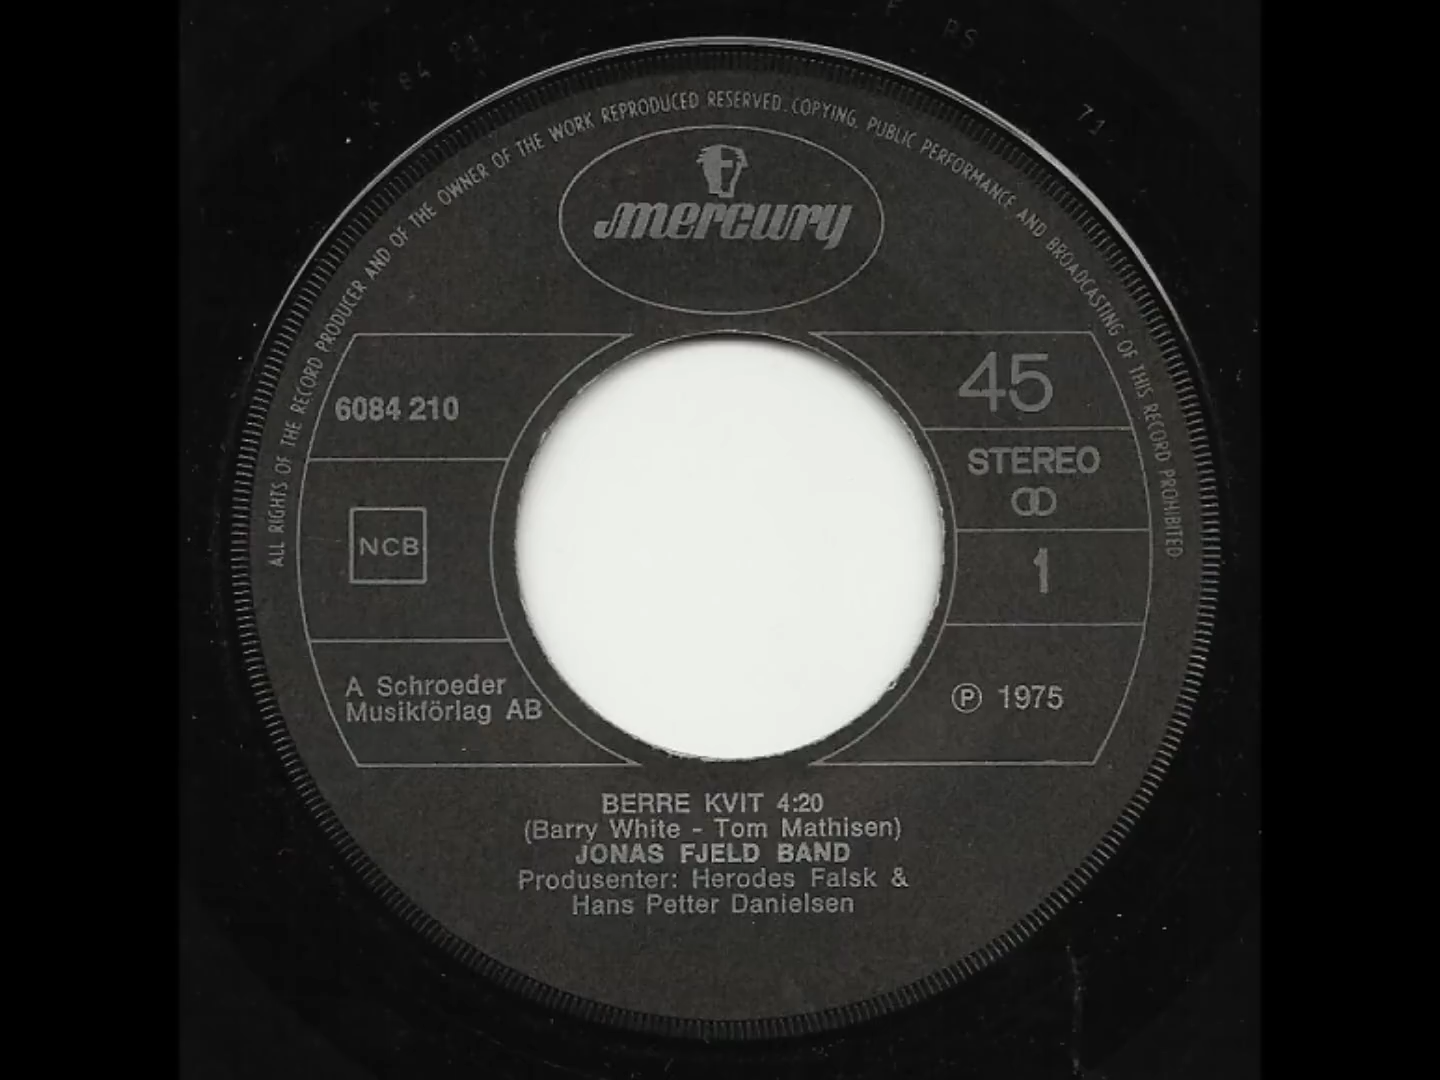 ALL RIGHTS OF THE RECORD PRODUCER AND OF THE OWNER OF THE WORK REPRODUCED RESERVED. COPYING, PUBLIC PERFORMANCE AND BROADCASTING OF THIS RECORD PROHIBITED
mercury
6084 210
45
STEREO
NCB
1
A Schroeder
Musikförlag AB
Ⓟ 1975
BERRE KVIT 4:20
(Barry White - Tom Mathisen)
JONAS FJELD BAND
Produsenter: Herodes Falsk &
Hans Petter Danielsen